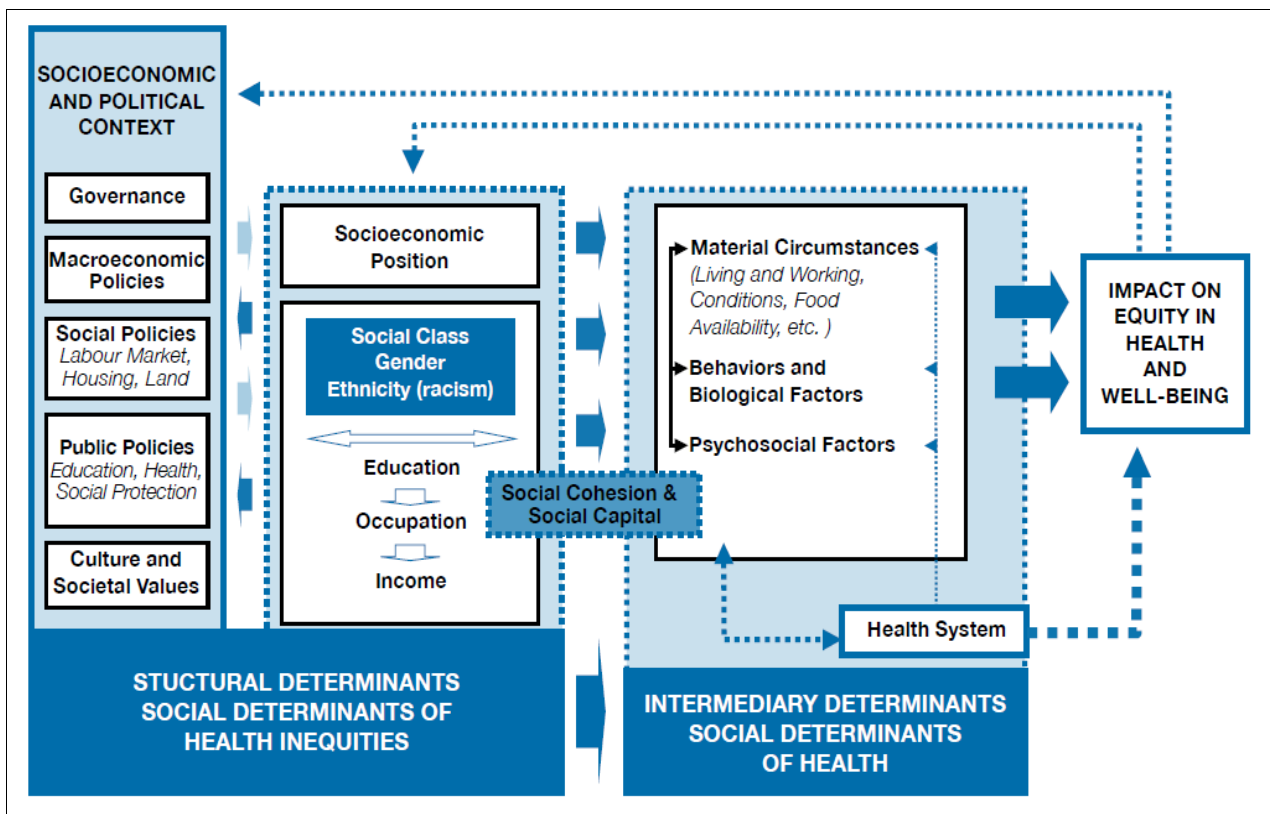 SOCIOECONOMIC
AND POLITICAL
CONTEXT
Governance
Macroeconomic
Policies
Social Policies
Labour Market,
Housing, Land
Public Policies
Education, Health,
Social Protection
Culture and
Societal Values
Socioeconomic
Position
Social Class
Gender
Ethnicity (racism)
Education
Occupation
Income
Social Cohesion &
Social Capital
STUCTURAL DETERMINANTS
SOCIAL DETERMINANTS OF
HEALTH INEQUITIES
Material Circumstances
(Living and Working,
Conditions, Food
Availability, etc. )
Behaviors and
Biological Factors
Psychosocial Factors
Health System
INTERMEDIARY DETERMINANTS
SOCIAL DETERMINANTS
OF HEALTH
IMPACT ON
EQUITY IN
HEALTH
AND
WELL-BEING